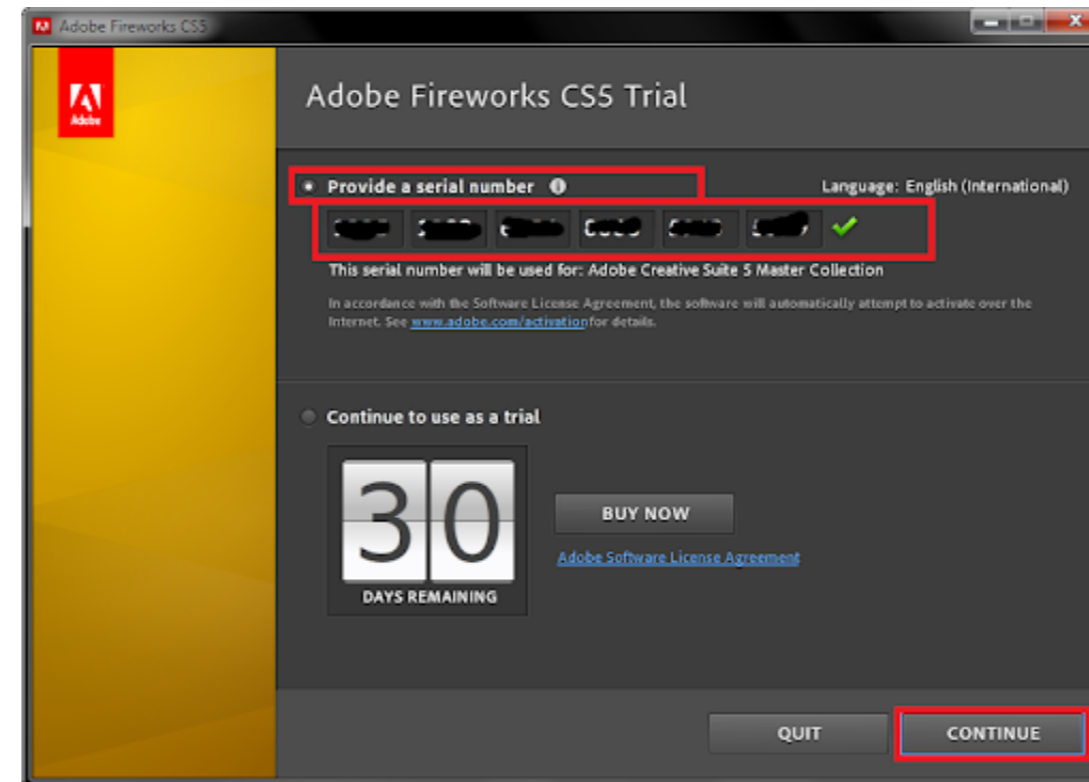 Adobe Fireworks CS5
Adobe
Adobe Fireworks CS5 Trial
Provide a serial number
Language: English (International)
This serial number will be used for: Adobe Creative Suite 5 Master Collection
In accordance with the Software License Agreement, the software will automatically attempt to activate over the
Internet. See www.adobe.com/activation for details.
Continue to use as a trial
30
DAYS REMAINING
BUY NOW
Adobe Software License Agreement
QUIT
CONTINUE